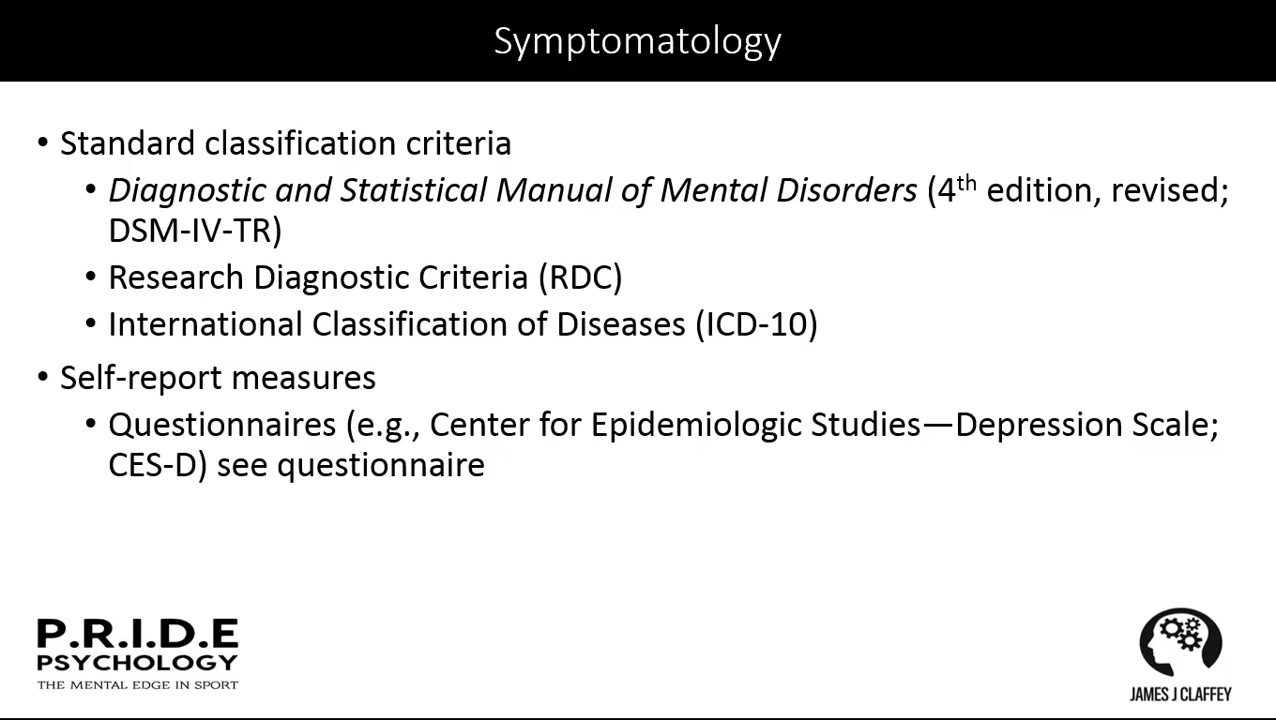 Symptomatology
• Standard classification criteria
• Diagnostic and Statistical Manual of Mental Disorders (4th edition, revised;
DSM-IV-TR)
• Research Diagnostic Criteria (RDC)
• International Classification of Diseases (ICD-10)
• Self-report measures
• Questionnaires (e.g., Center for Epidemiologic Studies—Depression Scale;
CES-D) see questionnaire
P.R.I.D.E
PSYCHOLOGY
THE MENTAL EDGE IN SPORT
JAMES J CLAFFEY